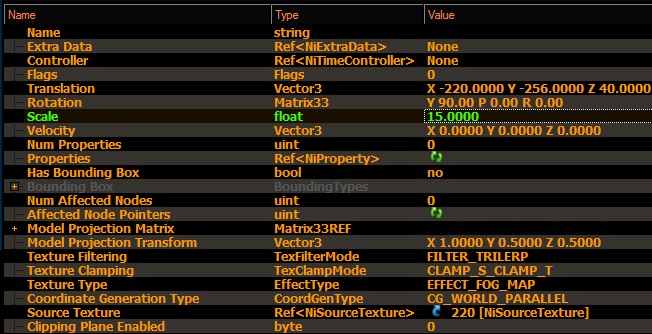 Name Type Value
Name string
Extra Data Ref<NiExtraData> None
Controller Ref<NiTimeController> None
Flags Flags 0
Translation Vector3 X -220.0000 Y -256.0000 Z 40.0000
Rotation Matrix33 Y 90.00 P 0.00 R 0.00
Scale float 15.0000
Velocity Vector3 X 0.0000 Y 0.0000 Z 0.0000
Num Properties uint 0
Properties Ref<NiProperty>
Has Bounding Box bool no
Bounding Box BoundingTypes
Num Affected Nodes uint 0
Affected Node Pointers uint
Model Projection Matrix Matrix33REF
Model Projection Transform Vector3 X 1.0000 Y 0.5000 Z 0.5000
Texture Filtering TexFilterMode FILTER_TRILERP
Texture Clamping TexClampMode CLAMP_S_CLAMP_T
Texture Type EffectType EFFECT_FOG_MAP
Coordinate Generation Type CoordGenType CG_WORLD_PARALLEL
Source Texture Ref<NiSourceTexture> 220 [NiSourceTexture]
Clipping Plane Enabled byte 0